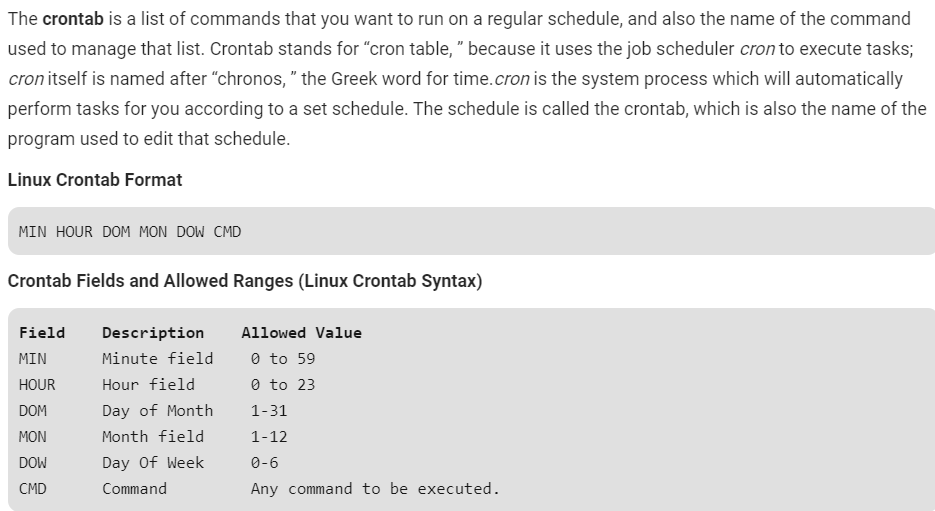 The crontab is a list of commands that you want to run on a regular schedule, and also the name of the command
used to manage that list. Crontab stands for “cron table, ” because it uses the job scheduler cron to execute tasks;
cron itself is named after “chronos, ” the Greek word for time.cron is the system process which will automatically
perform tasks for you according to a set schedule. The schedule is called the crontab, which is also the name of the
program used to edit that schedule.
Linux Crontab Format
MIN HOUR DOM MON DOW CMD
Crontab Fields and Allowed Ranges (Linux Crontab Syntax)
Field Description Allowed Value
MIN Minute field 0 to 59
HOUR Hour field 0 to 23
DOM Day of Month 1-31
MON Month field 1-12
DOW Day Of Week 0-6
CMD Command Any command to be executed.